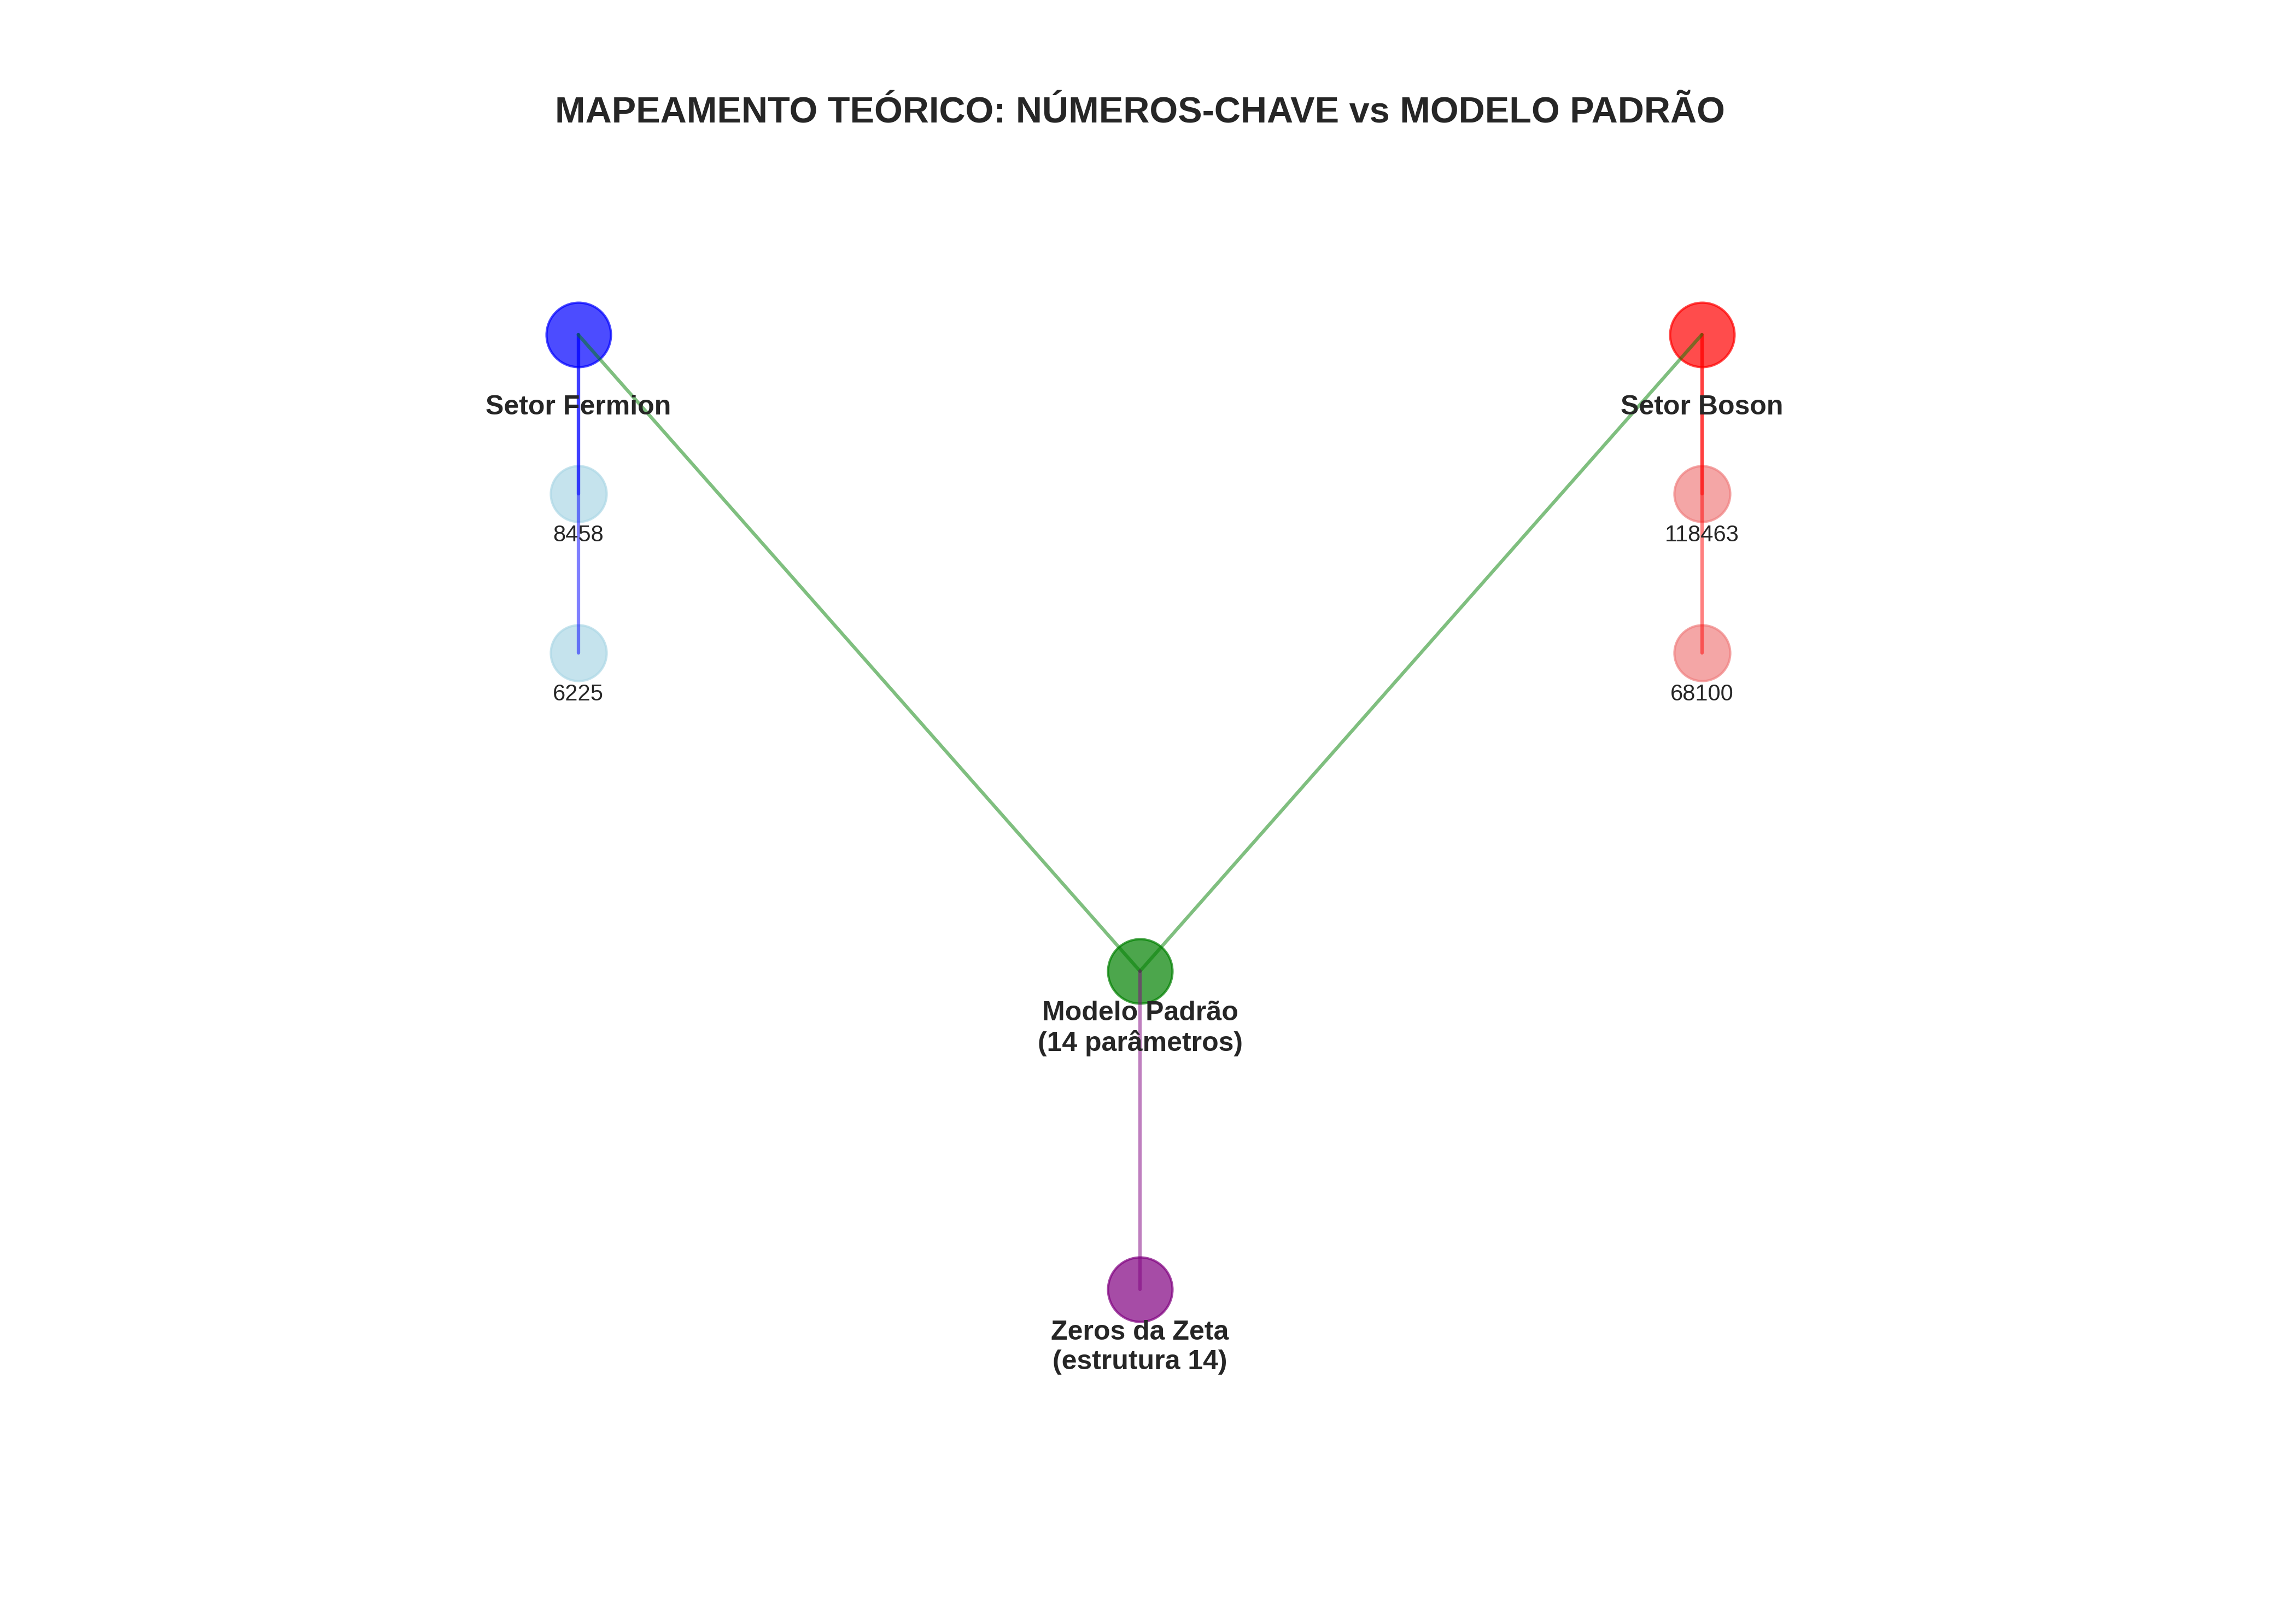 MAPEAMENTO TEÓRICO: NÚMEROS-CHAVE vs MODELO PADRÃO
Setor Fermion
Setor Boson
8458
118463
6225
68100
Modelo Padrão
(14 parâmetros)
Zeros da Zeta
(estrutura 14)